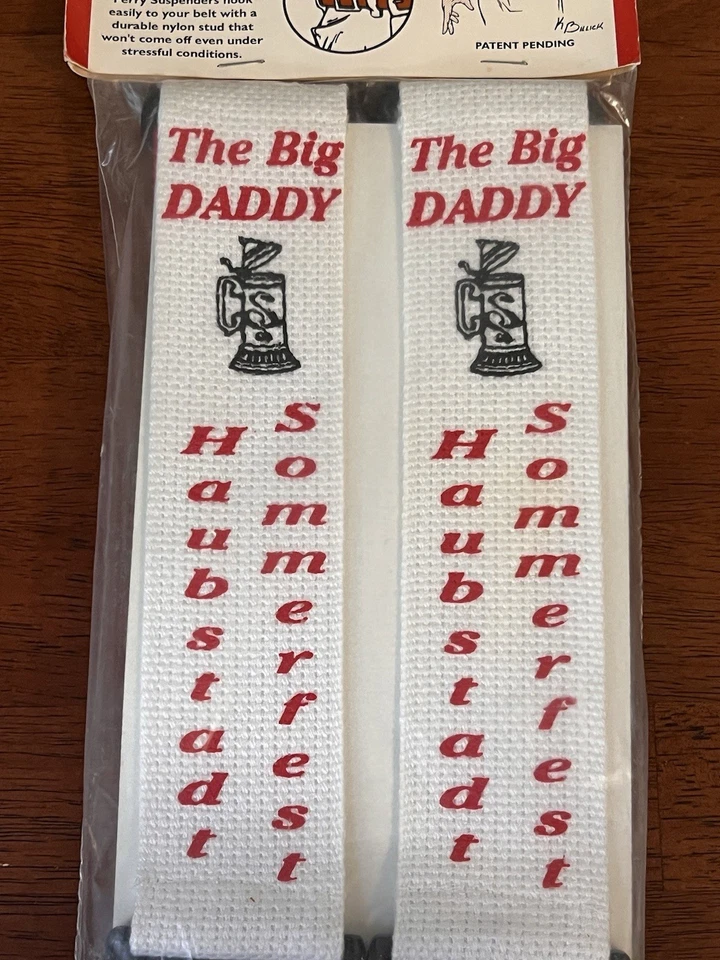 Perry Suspenders hook
easily to your belt with a
durable nylon stud that
won't come off even under
stressful conditions.
K Bulick
PATENT PENDING
The Big
DADDY
Haubstadt
Sommerfest
The Big
DADDY
Haubstadt
Sommerfest